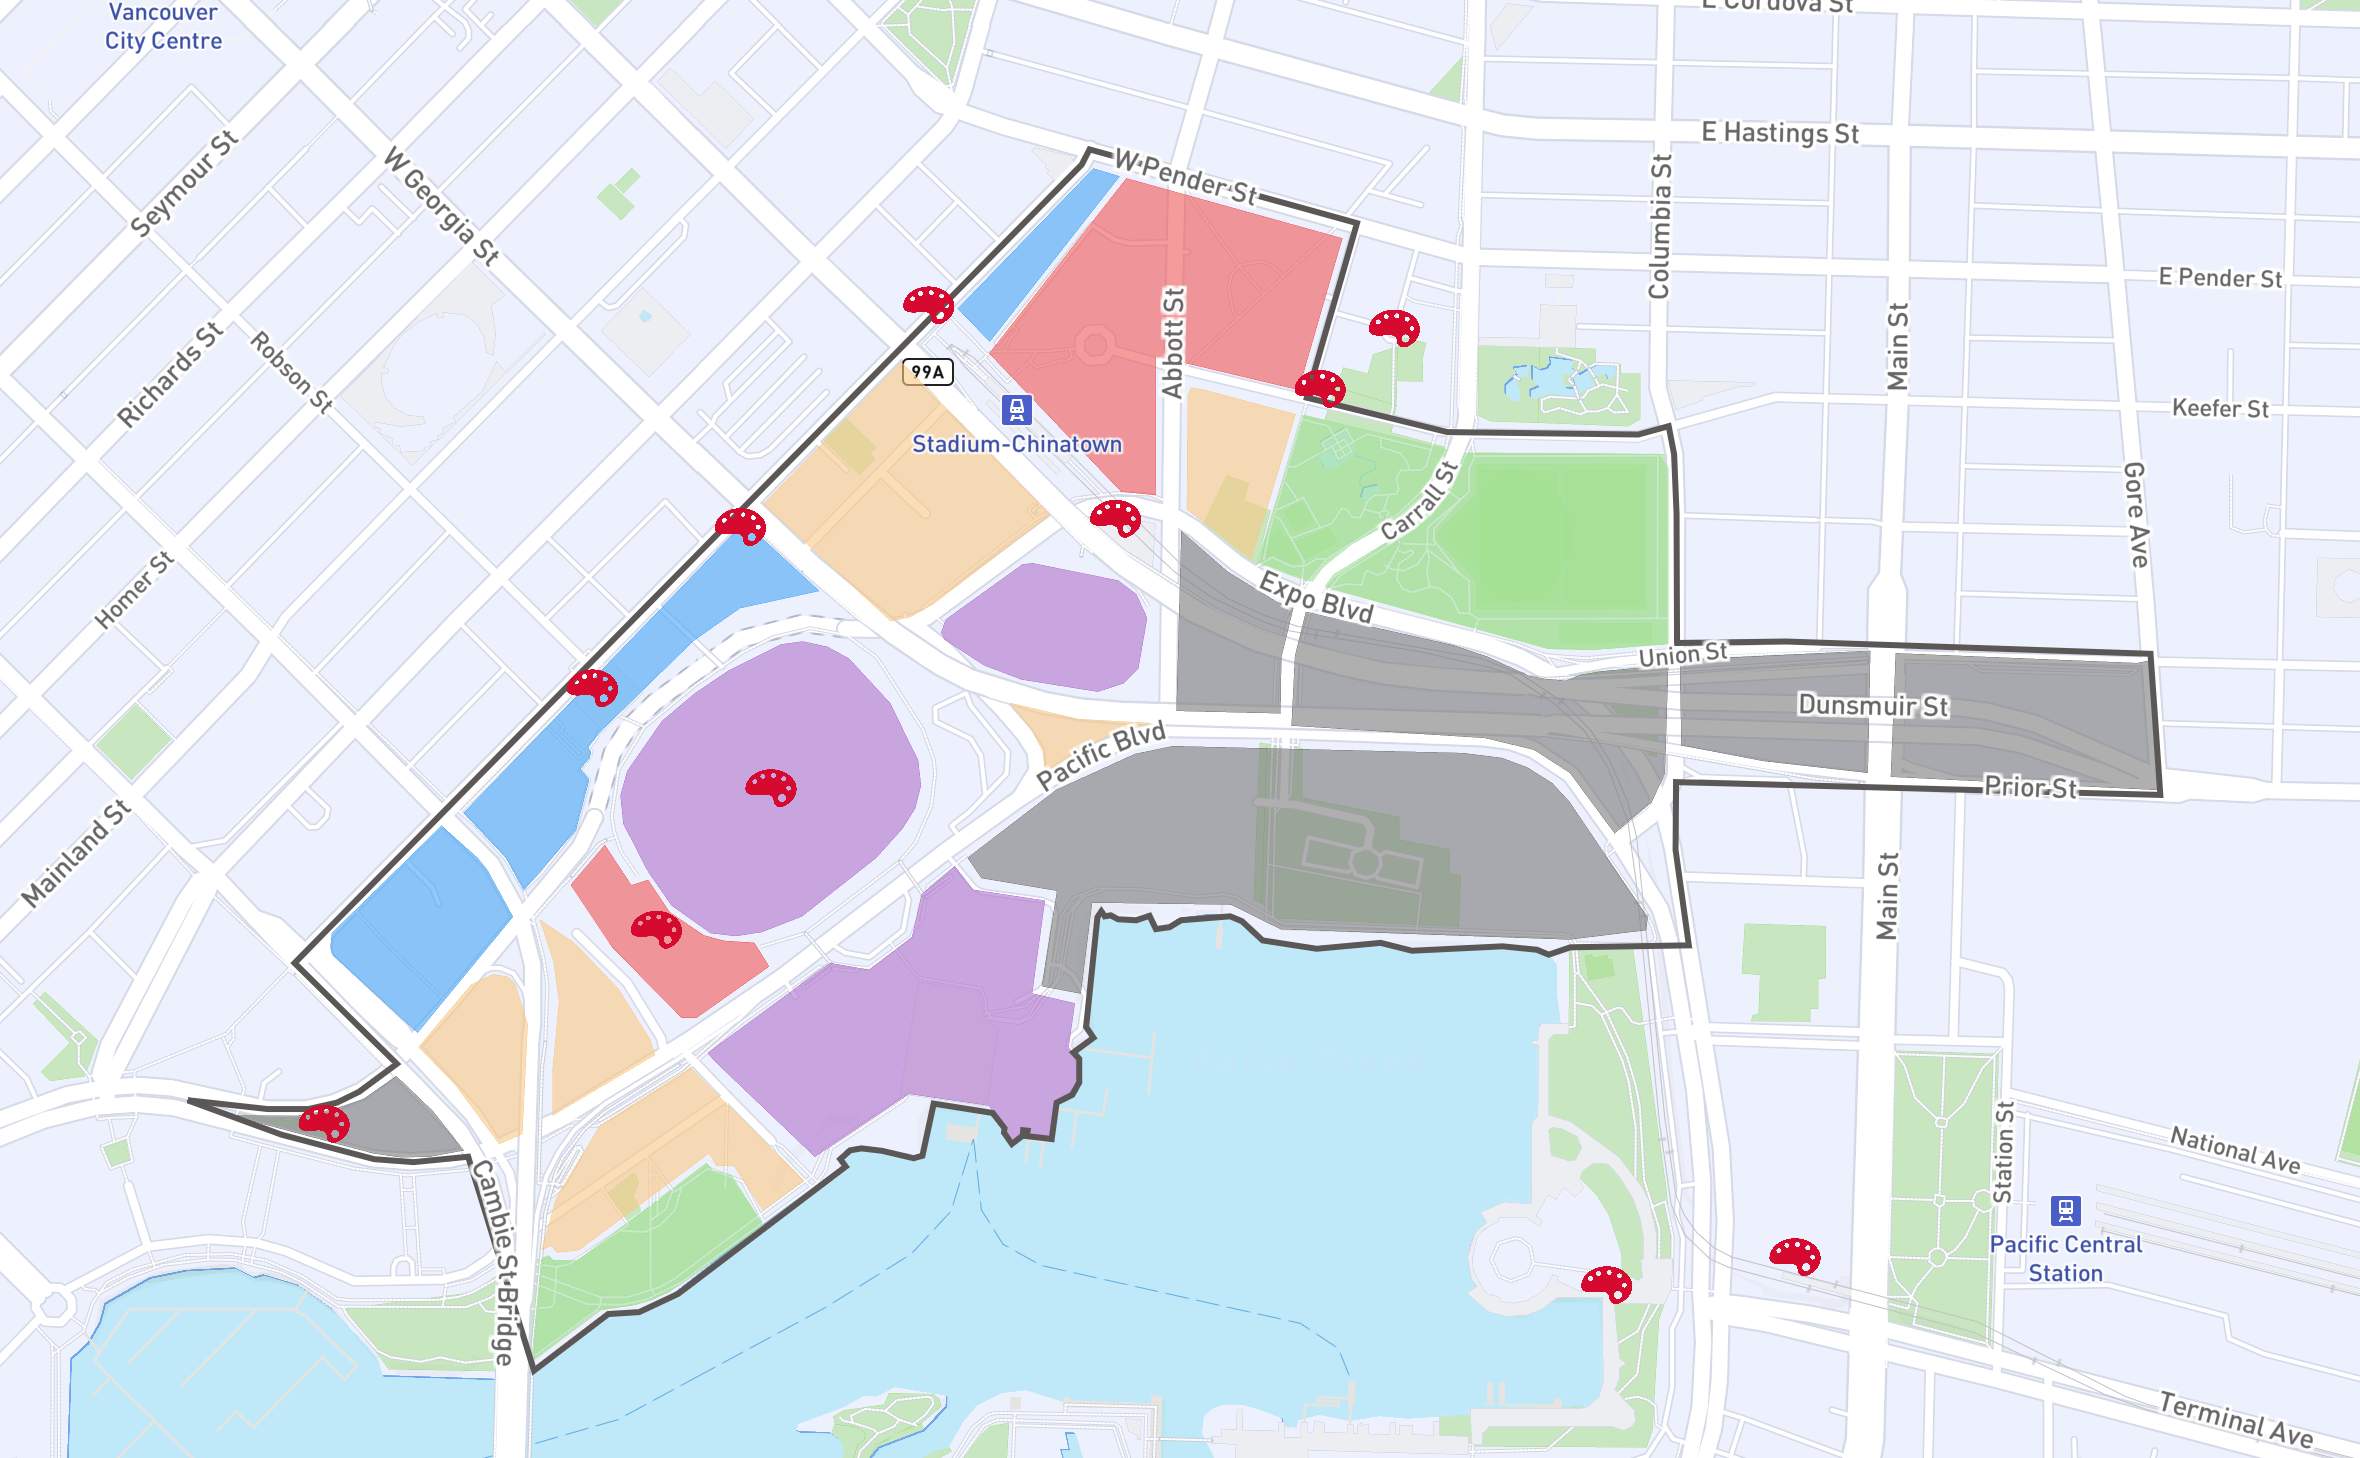 Vancouver
City Centre
E Cordova St
E Hastings St
W Pender St
Seymour St
W Georgia St
Columbia St
E Pender St
Main St
Abbott St
Richards St
Robson St
99A
Keefer St
Stadium-Chinatown
Gore Ave
Carrall St
Homer St
Expo Blvd
Union St
Dunsmuir St
Pacific Blvd
Prior St
Mainland St
Main St
Station St
National Ave
Cambie St Bridge
Pacific Central
Station
Terminal Ave